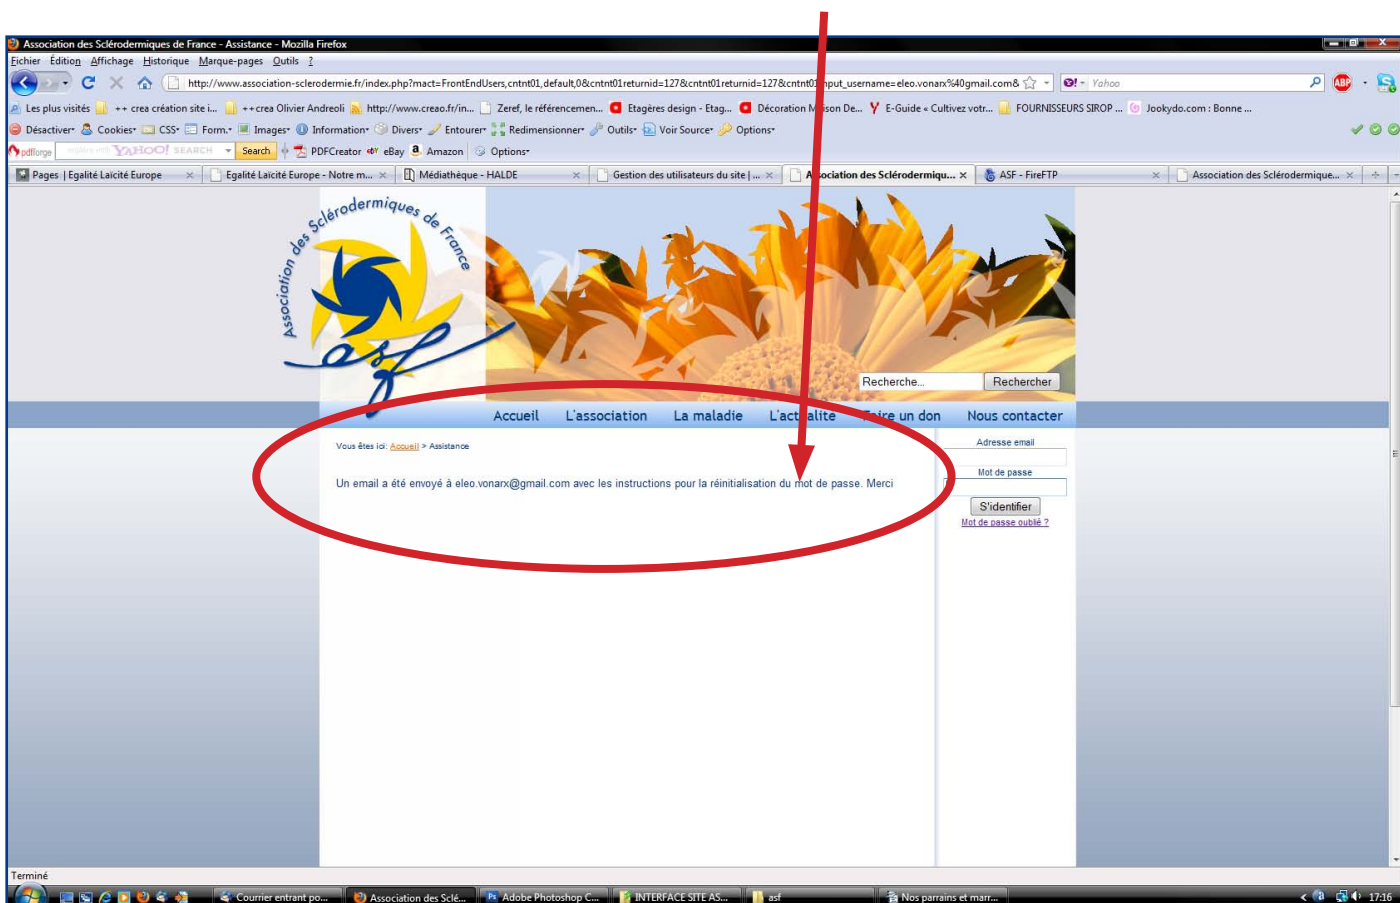 Association des Sclérodermiques de France - Assistance - Mozilla Firefox
Fichier Édition Affichage Historique Marque-pages Outils ?
http://www.association-sclerodermie.fr/index.php?mact=FrontEndUsers,cntnt01,default,0&cntnt01returnid=127&cntnt01returnid=127&cntnt01input_username=eleo.vonarx%40gmail.com& Yahoo
Les plus visités ++ crea création site i... ++crea Olivier Andreoli http://www.creao.fr/in... Zeref, le référencemen... Etagères design - Etag... Décoration Maison De... E-Guide « Cultivez votr... FOURNISSEURS SIROP ... Jookydo.com : Bonne ...
Désactiver Cookies CSS Form. Images Information Divers Entourer Redimensionner Outils Voir Source Options
pdfforge YAHOO! SEARCH Search PDFCreator eBay Amazon Options
Pages | Egalité Laïcité Europe Egalité Laïcité Europe - Notre m... Médiathèque - HALDE Gestion des utilisateurs du site | ... Association des Sclérodermiqu... ASF - FireFTP Association des Sclérodermique...
Association des Sclérodermiques de France
asf
Recherche... Rechercher
Accueil L'association La maladie L'actualité Faire un don Nous contacter
Vous êtes ici: Accueil > Assistance
Adresse email
Mot de passe
Un email a été envoyé à eleo.vonarx@gmail.com avec les instructions pour la réinitialisation du mot de passe. Merci
S'identifier
Mot de passe oublié ?
Terminé
Courrier entrant po... Association des Sclé... Adobe Photoshop C... INTERFACE SITE AS... asf Nos parrains et marr... 17:16